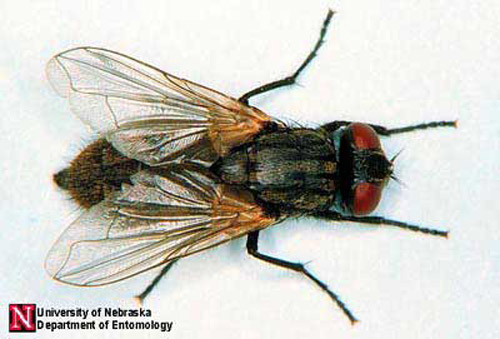 N
University of Nebraska
Department of Entomology